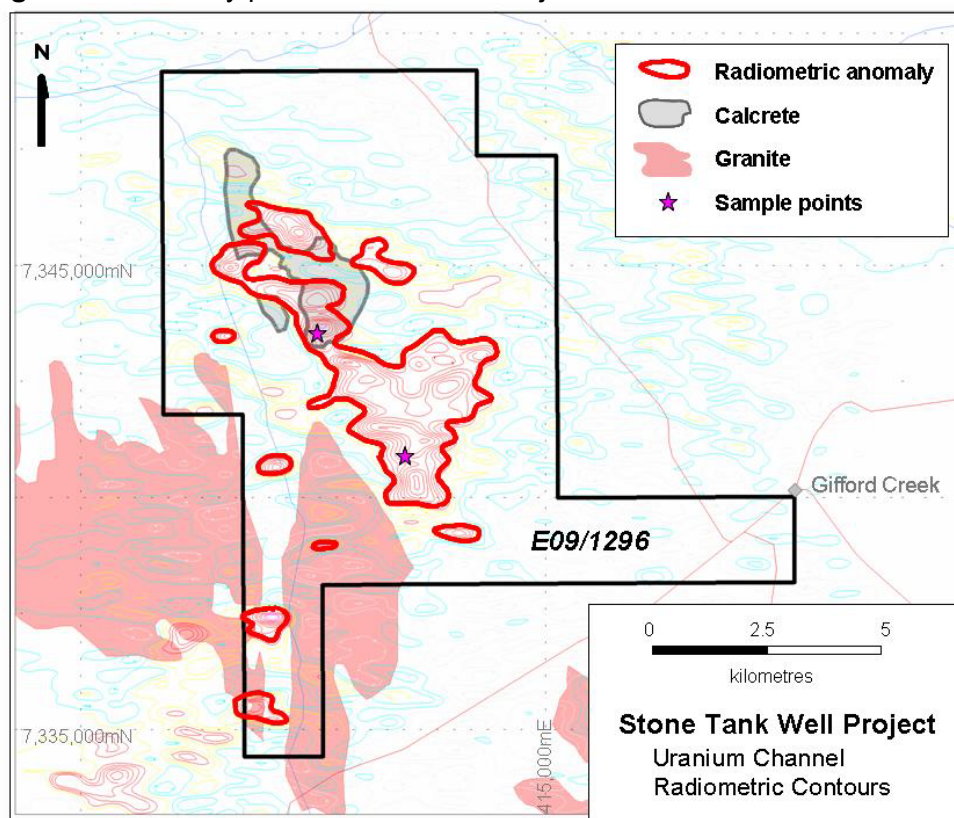 N
Radiometric anomaly
Calcrete
Granite
Sample points
7,345,000mN
Gifford Creek
E09/1296
0 2.5 5
kilometres
7,335,000mN
415,000mE
Stone Tank Well Project
Uranium Channel
Radiometric Contours